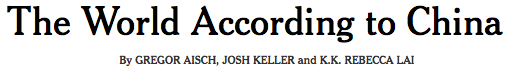 The World According to China
By GREGOR AISCH, JOSH KELLER and K.K. REBECCA LAI